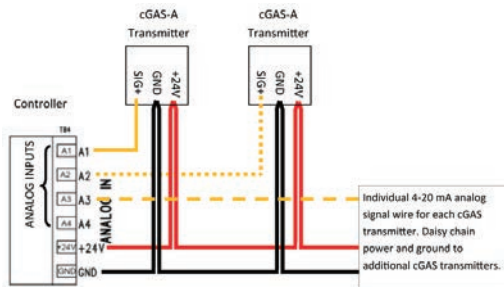 cGAS-A
Transmitter
cGAS-A
Transmitter
SIG+
GND
+24V
SIG+
GND
+24V
Controller
TB4
ANALOG INPUTS
A1
A1
A2
A2
A3
A3
A4
A4
+24V
+24V
GND
GND
ANALOG IN
Individual 4-20 mA analog
signal wire for each cGAS
transmitter. Daisy chain
power and ground to
additional cGAS transmitters.